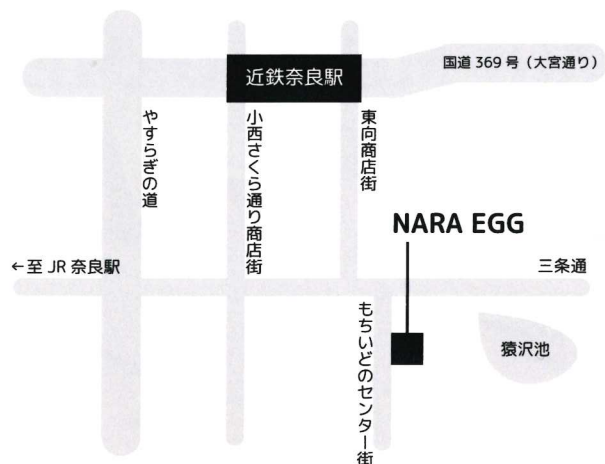 近鉄奈良駅
国道 369 号（大宮通り）
やすらぎの道
小西さくら通り商店街
東向商店街
NARA EGG
←至 JR 奈良駅
三条通
もちいどのセンター街
猿沢池